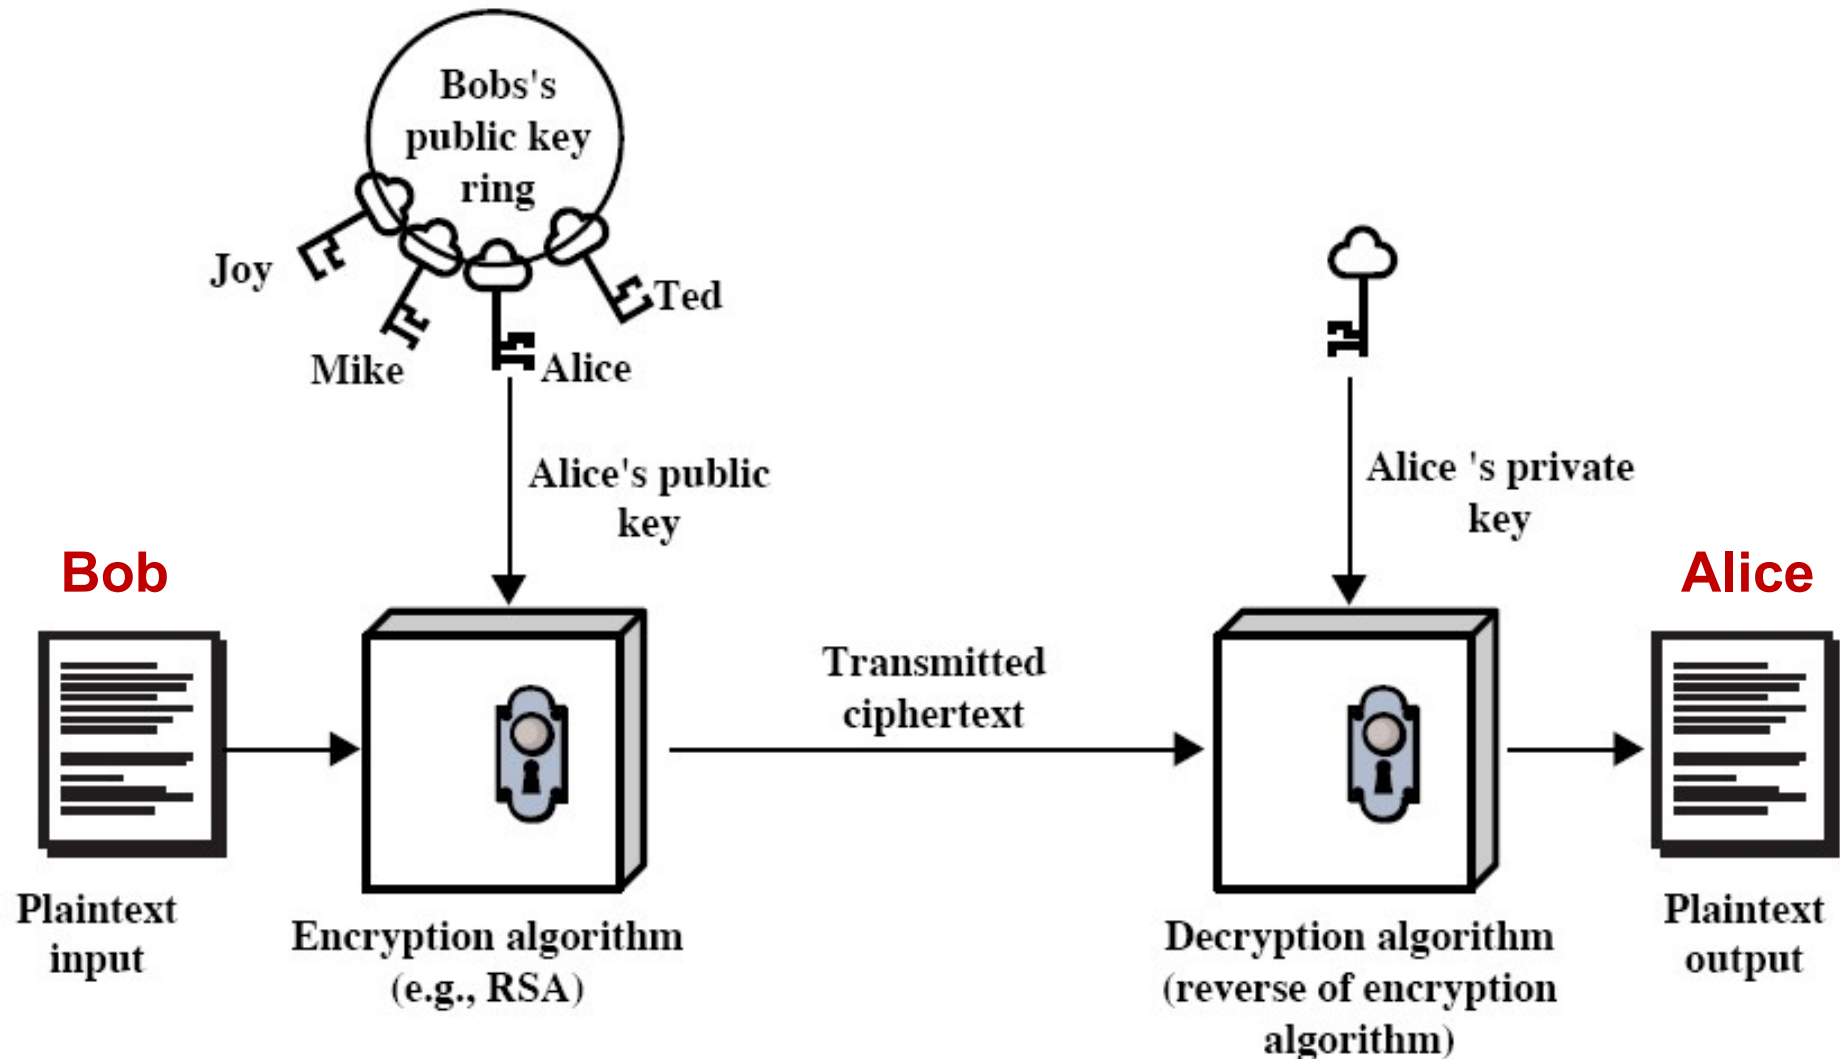 Bobs's
public key
ring
Joy
Ted
Mike
Alice
Alice's public
key
Alice 's private
key
Bob
Alice
Transmitted
ciphertext
Plaintext
input
Encryption algorithm
(e.g., RSA)
Decryption algorithm
(reverse of encryption
algorithm)
Plaintext
output